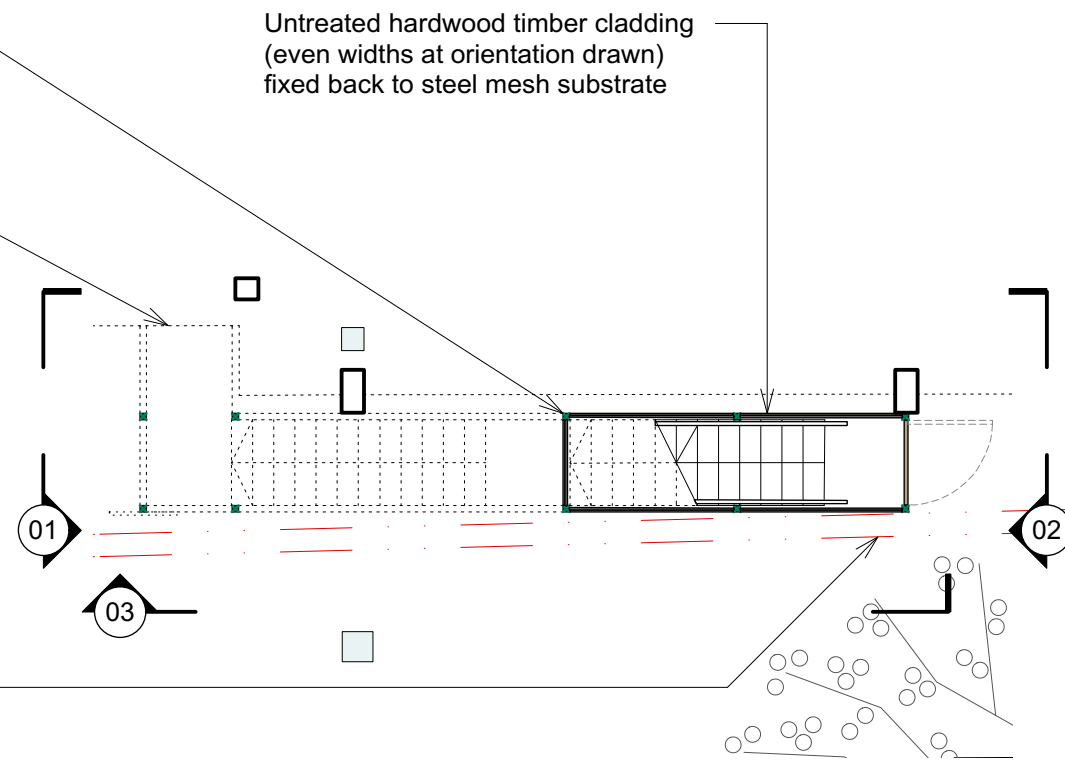 Untreated hardwood timber cladding
(even widths at orientation drawn)
fixed back to steel mesh substrate
01
02
03